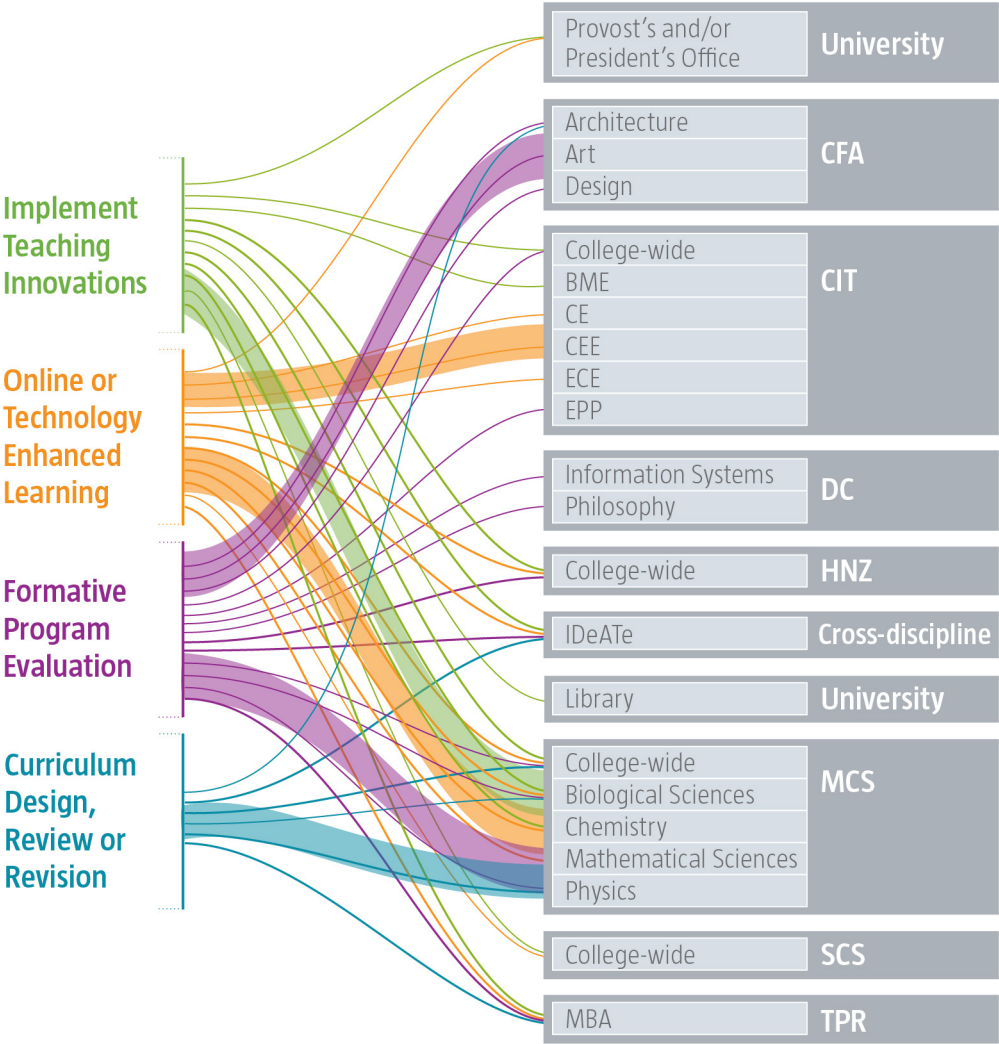 Implement
Teaching
Innovations
Online or
Technology
Enhanced
Learning
Formative
Program
Evaluation
Curriculum
Design,
Review or
Revision
Provost's and/or
President's Office
University
Architecture
Art
Design
CFA
College-wide
BME
CE
CEE
ECE
EPP
CIT
Information Systems
Philosophy
DC
College-wide
HNZ
IDeATe
Cross-discipline
Library
University
College-wide
Biological Sciences
Chemistry
Mathematical Sciences
Physics
MCS
College-wide
SCS
MBA
TPR